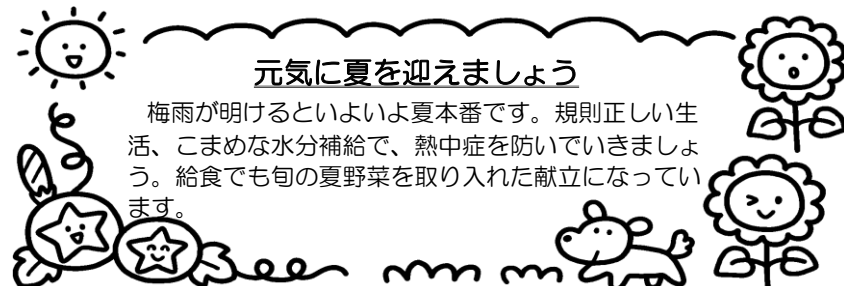 元気に夏を迎えましょう
梅雨が明けるといよいよ夏本番です。規則正しい生
活、こまめな水分補給で、熱中症を防いでいきましょ
う。給食でも旬の夏野菜を取り入れた献立になってい
ます。